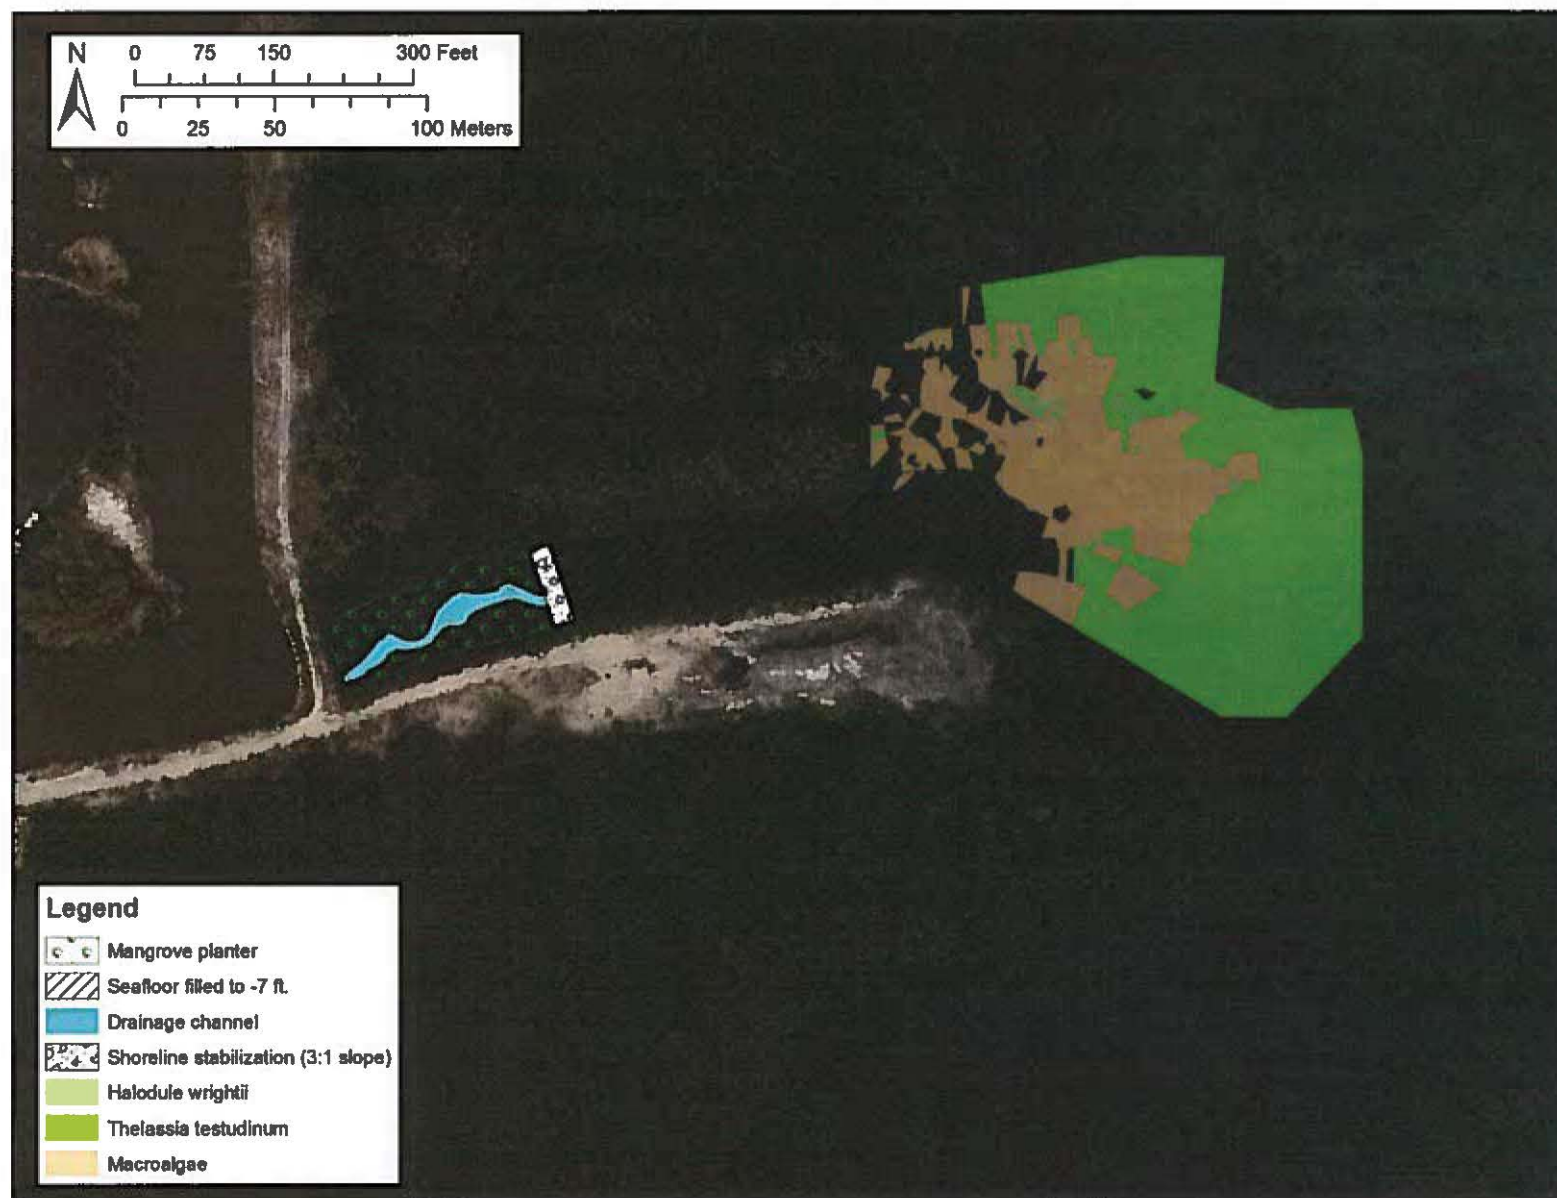 N
0 75 150 300 Feet
0 25 50 100 Meters
Legend
Mangrove planter
Seafloor filled to -7 ft.
Drainage channel
Shoreline stabilization (3:1 slope)
Halodule wrightii
Thelassia testudinum
Macroalgae